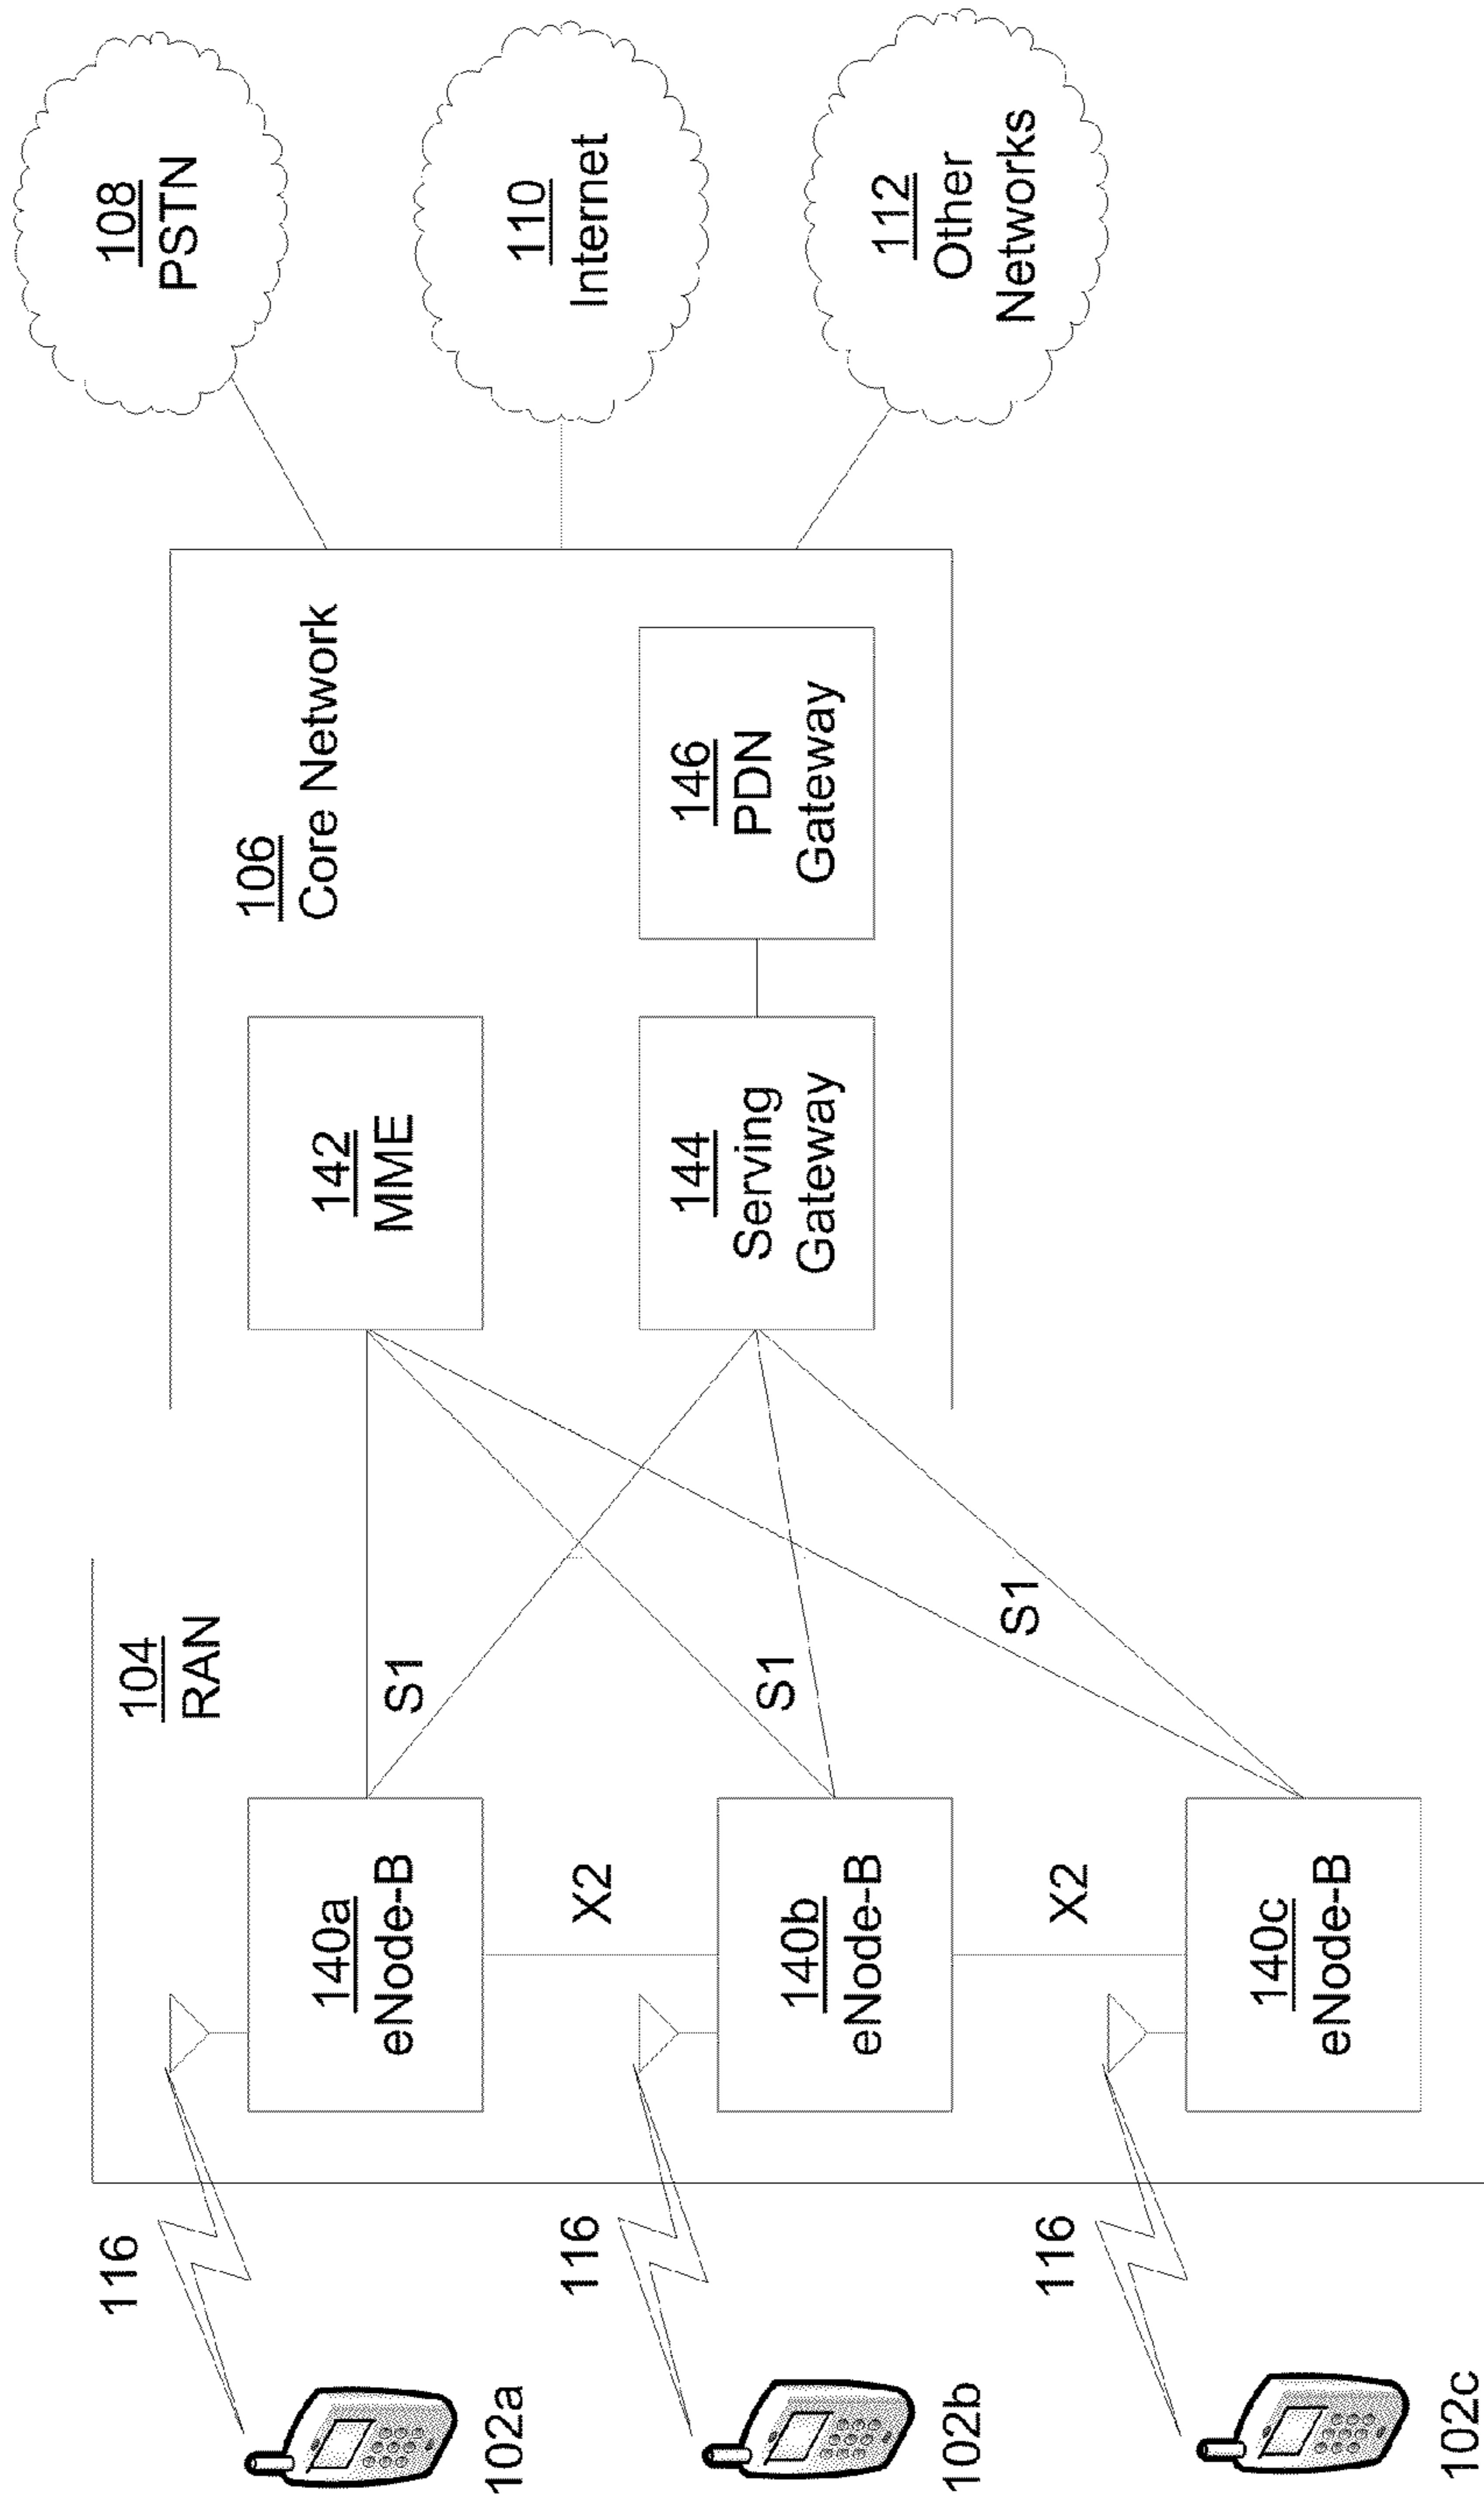 116
102a
116
102b
116
102c
104
RAN
140a
eNode-B
X2
140b
eNode-B
X2
140c
eNode-B
S1
S1
S1
106
Core Network
142
MME
144
Serving
Gateway
146
PDN
Gateway
108
PSTN
110
Internet
112
Other
Networks